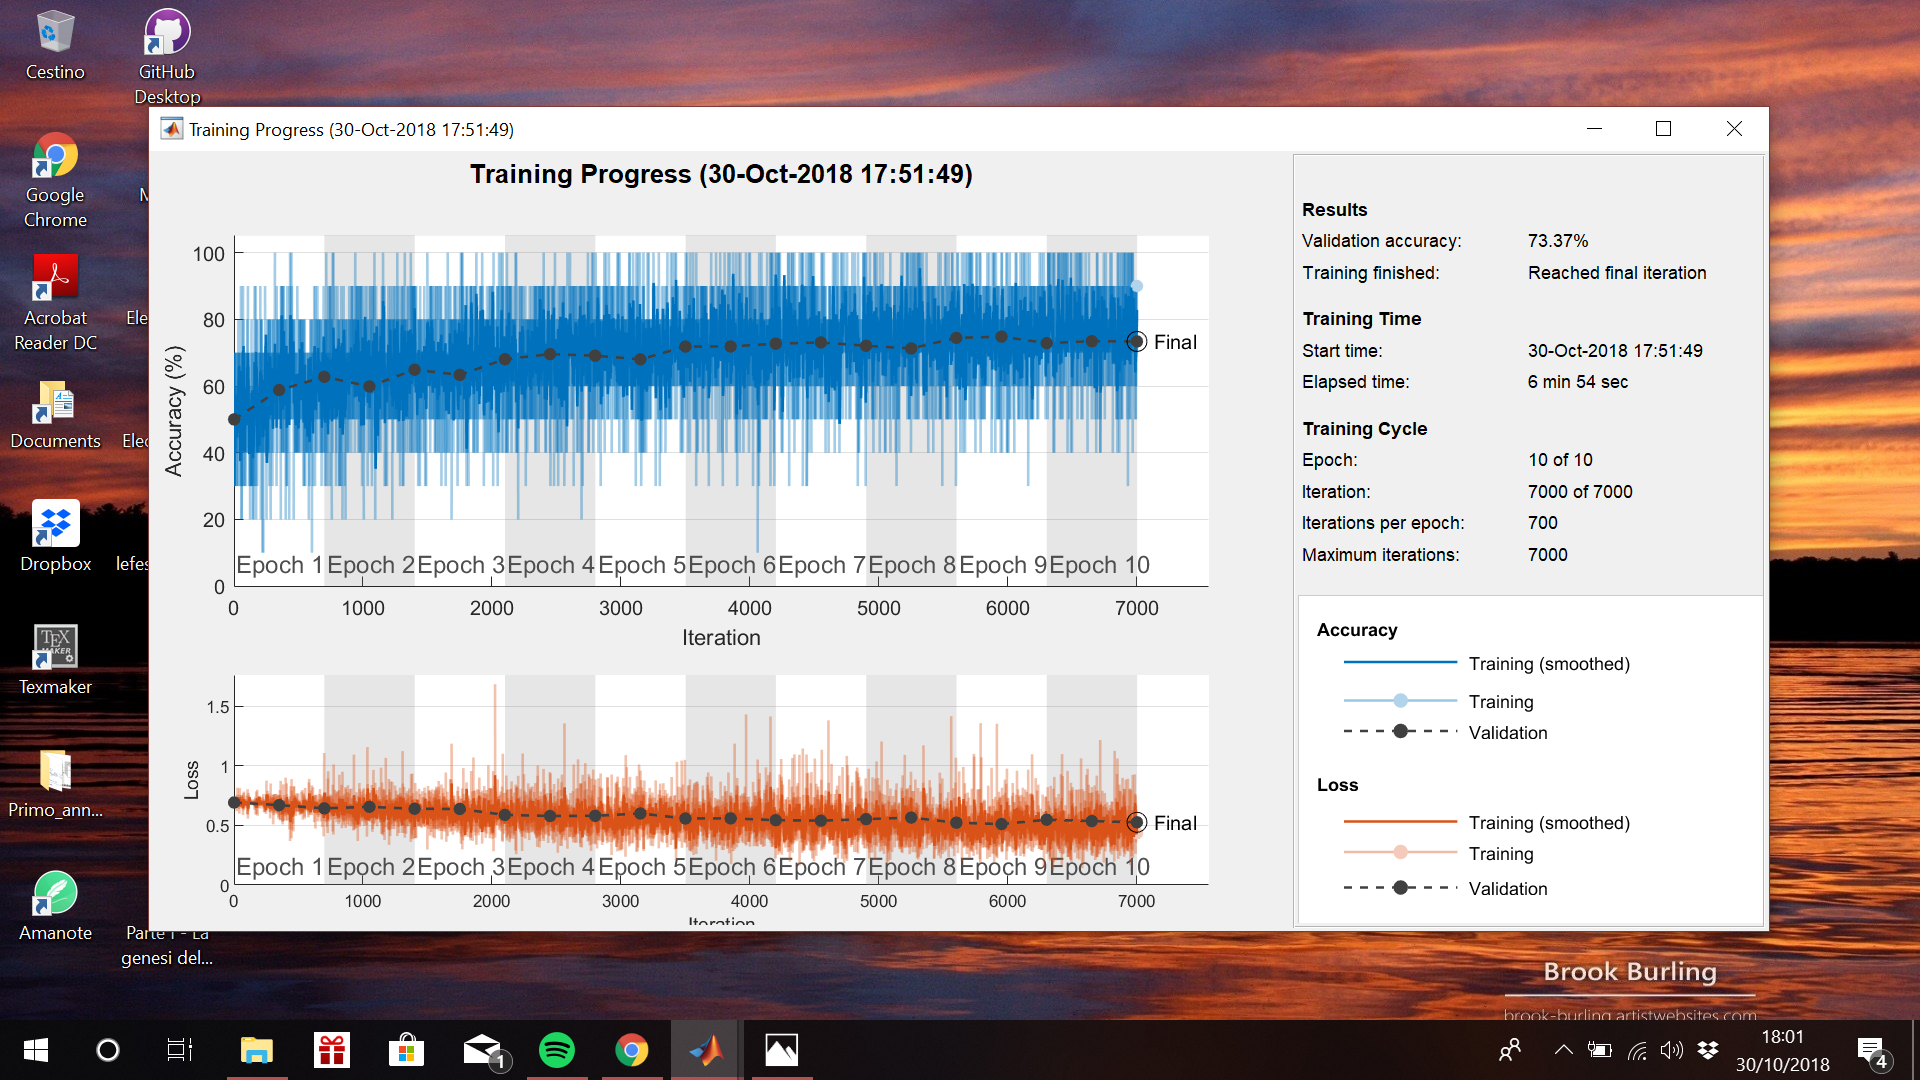 Cestino
GitHub
Desktop
Google
Chrome
Acrobat
Reader DC
Documents
Dropbox
Texmaker
Primo_ann...
Amanote
M
Ele
Elec
lefes
Parte I - La
genesi del...
Training Progress (30-Oct-2018 17:51:49)
Training Progress (30-Oct-2018 17:51:49)
Accuracy (%)
100
80
60
40
20
0
Final
Epoch 1 Epoch 2 Epoch 3 Epoch 4 Epoch 5 Epoch 6 Epoch 7 Epoch 8 Epoch 9 Epoch 10
0 1000 2000 3000 4000 5000 6000 7000
Iteration
Loss
1.5
1
0.5
0
Final
Epoch 1 Epoch 2 Epoch 3 Epoch 4 Epoch 5 Epoch 6 Epoch 7 Epoch 8 Epoch 9 Epoch 10
0 1000 2000 3000 4000 5000 6000 7000
Iteration
Results
Validation accuracy: 73.37%
Training finished: Reached final iteration
Training Time
Start time: 30-Oct-2018 17:51:49
Elapsed time: 6 min 54 sec
Training Cycle
Epoch: 10 of 10
Iteration: 7000 of 7000
Iterations per epoch: 700
Maximum iterations: 7000
Accuracy
Training (smoothed)
Training
Validation
Loss
Training (smoothed)
Training
Validation
TEX
MAKER
Brook Burling
brook-burling.artistwebsites.com
1
18:01
30/10/2018
4